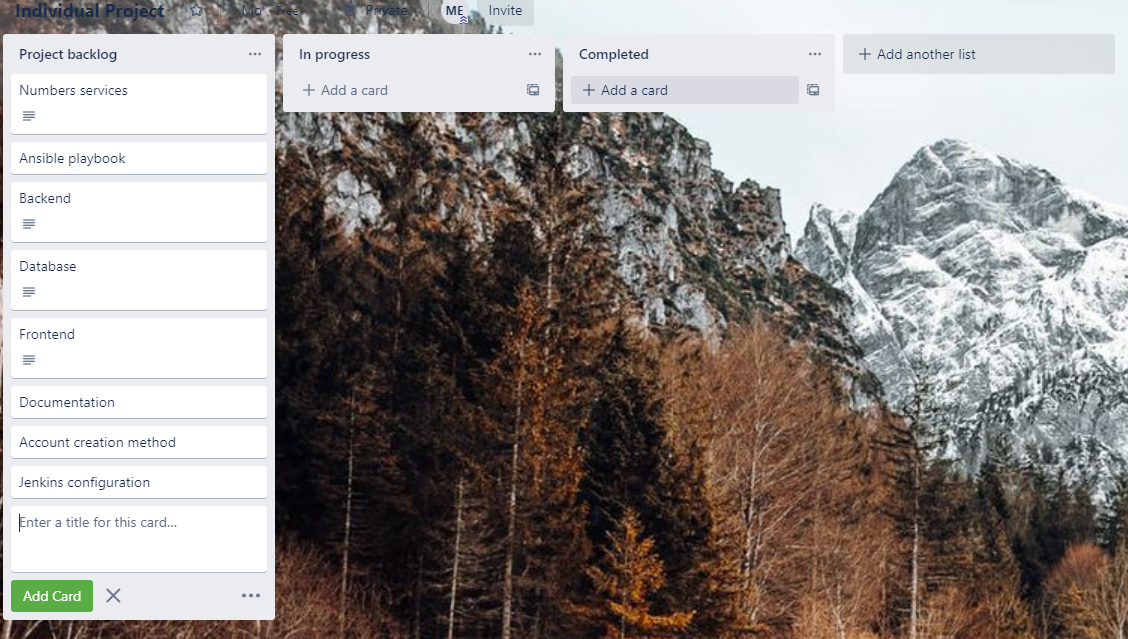 Individual Project
Mo Free Private ME Invite
Project backlog
Numbers services
Ansible playbook
Backend
Database
Frontend
Documentation
Account creation method
Jenkins configuration
Enter a title for this card...
Add Card
In progress
+ Add a card
Completed
+ Add a card
+ Add another list